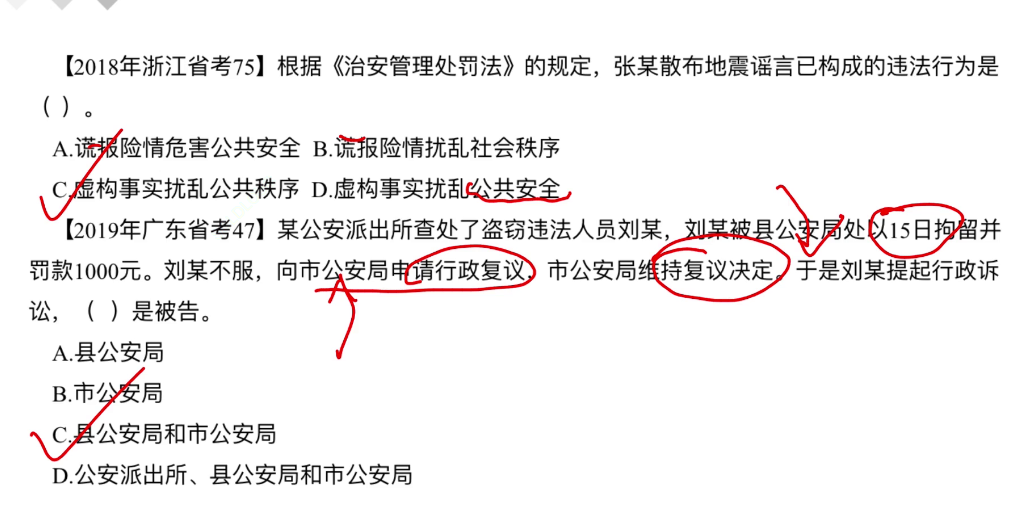 【2018年浙江省考75】根据《治安管理处罚法》的规定，张某散布地震谣言已构成的违法行为是
（ ）。
A.谎报险情危害公共安全 B.谎报险情扰乱社会秩序
C.虚构事实扰乱公共秩序 D.虚构事实扰乱公共安全
【2019年广东省考47】某公安派出所查处了盗窃违法人员刘某，刘某被县公安局处以15日拘留并
罚款1000元。刘某不服，向市公安局申请行政复议，市公安局维持复议决定。于是刘某提起行政诉
讼，（ ）是被告。
A.县公安局
B.市公安局
C.县公安局和市公安局
D.公安派出所、县公安局和市公安局